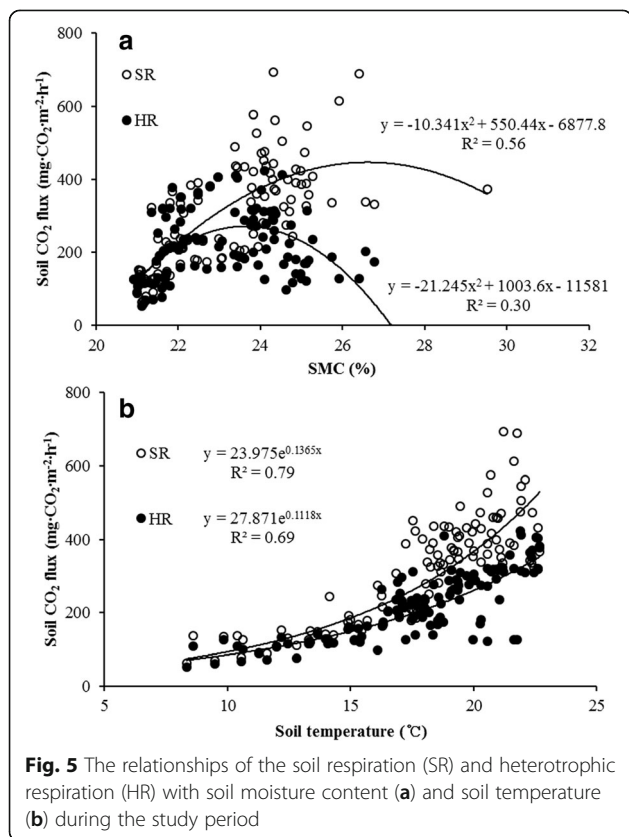 a
SR
HR
800
600
400
200
0
y = -10.341x² + 550.44x - 6877.8
R² = 0.56
y = -21.245x² + 1003.6x - 11581
R² = 0.30
Soil CO₂ flux (mg·CO₂·m⁻²·h⁻¹)
20 22 24 26 28 30 32
SMC (%)
b
SR y = 23.975e^0.1365x
R² = 0.79
HR y = 27.871e^0.1118x
R² = 0.69
800
600
400
200
0
Soil CO₂ flux (mg·CO₂·m⁻²·h⁻¹)
5 10 15 20 25
Soil temperature (℃)
Fig. 5 The relationships of the soil respiration (SR) and heterotrophic
respiration (HR) with soil moisture content (a) and soil temperature
(b) during the study period